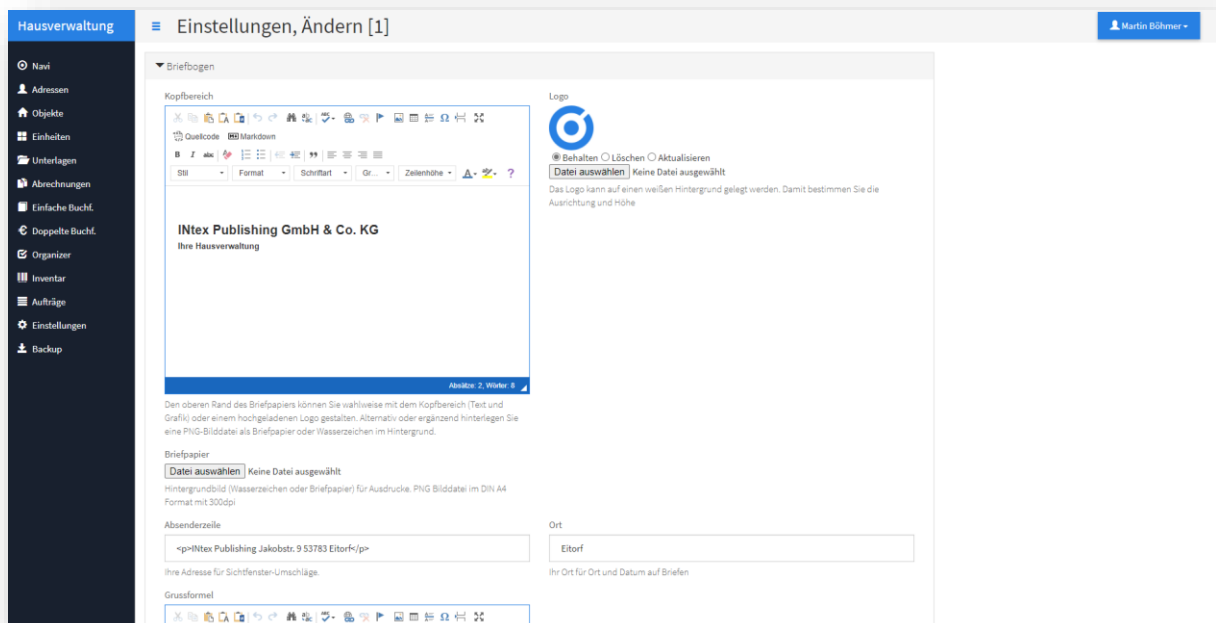 Hausverwaltung
Einstellungen, Ändern [1]
Martin Böhmer
Navi
Adressen
Objekte
Einheiten
Unterlagen
Abrechnungen
Einfache Buchf.
Doppelte Buchf.
Organizer
Inventar
Aufträge
Einstellungen
Backup
Briefbogen
Kopfbereich
Quellcode Markdown
Stil Format Schriftart Gr... Zeilenhöhe
INtex Publishing GmbH & Co. KG
Ihre Hausverwaltung
Absätze: 2, Wörter: 8
Den oberen Rand des Briefpapiers können Sie wahlweise mit dem Kopfbereich (Text und
Grafik) oder einem hochgeladenen Logo gestalten. Alternativ oder ergänzend hinterlegen Sie
eine PNG-Bilddatei als Briefpapier oder Wasserzeichen im Hintergrund.
Logo
Behalten Löschen Aktualisieren
Datei auswählen Keine Datei ausgewählt
Das Logo kann auf einen weißen Hintergrund gelegt werden. Damit bestimmen Sie die
Ausrichtung und Höhe
Briefpapier
Datei auswählen Keine Datei ausgewählt
Hintergrundbild (Wasserzeichen oder Briefpapier) für Ausdrucke. PNG Bilddatei im DIN A4
Format mit 300dpi
Absenderzeile
<p>INtex Publishing Jakobstr. 9 53783 Eitorf</p>
Ihre Adresse für Sichtfenster-Umschläge.
Ort
Eitorf
Ihr Ort für Ort und Datum auf Briefen
Grussformel